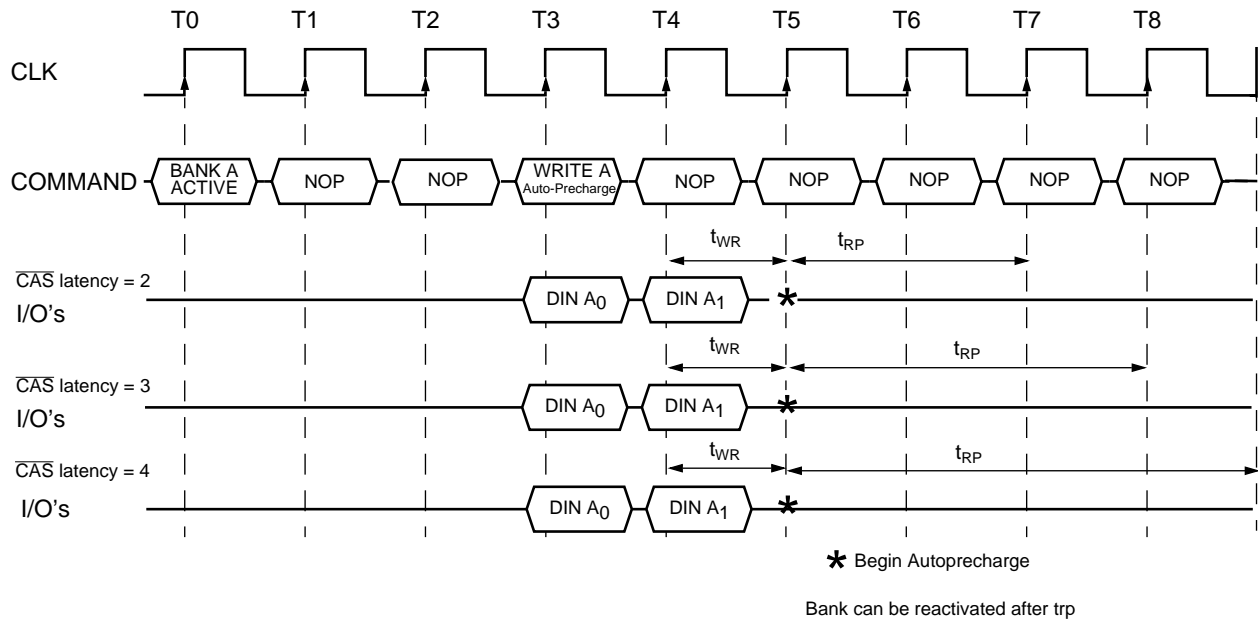 T0 T1 T2 T3 T4 T5 T6 T7 T8
CLK
COMMAND
BANK A
ACTIVE
NOP
NOP
WRITE A
Auto-Precharge
NOP
NOP
NOP
NOP
NOP
tWR tRP
CAS latency = 2
I/O's
DIN A0 DIN A1 *
tWR tRP
CAS latency = 3
I/O's
DIN A0 DIN A1 *
tWR tRP
CAS latency = 4
I/O's
DIN A0 DIN A1 *
* Begin Autoprecharge
Bank can be reactivated after trp